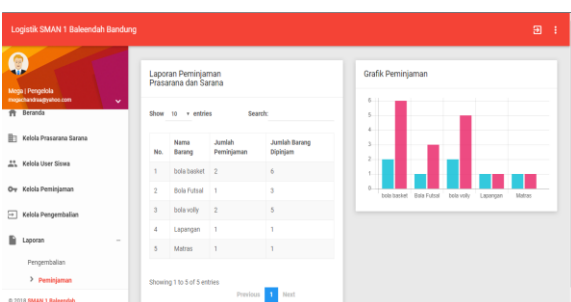 Logistik SMAN 1 Baleendah Bandung
Moga | Pengelola
Beranda
Kelola Prasarana Sarana
Kelola User Siswa
Kelola Peminjaman
Kelola Pengembalian
Laporan
Pengembalian
Peminjaman
© 2018 SMAN 1 Baleendah
Laporan Peminjaman
Prasarana dan Sarana
Show 10 entries Search:
No. Nama Barang Jumlah Peminjaman Jumlah Barang Dipinjam
1 bola basket 2 6
2 Bola Futsal 1 3
3 bola volly 2 5
4 Lapangan 1 1
5 Matras 1 1
Showing 1 to 5 of 5 entries
Previous 1 Next
Grafik Peminjaman
6
5
4
3
2
1
0
bola basket Bola Futsal bola volly Lapangan Matras